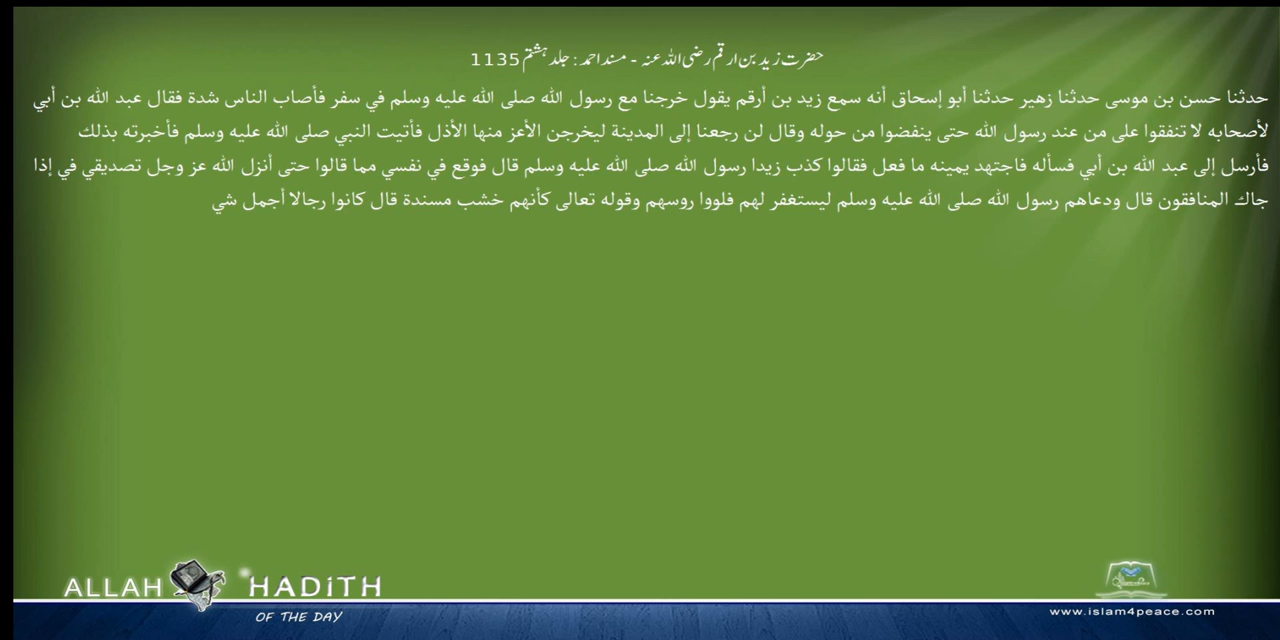 حضرت زید بن ارقم رضی اللہ عنہ - مسند احمد : جلد ہشتم 1135
حدثنا حسن بن موسى حدثنا زهير حدثنا أبو إسحاق أنه سمع زيد بن أرقم يقول خرجنا مع رسول الله صلى الله عليه وسلم في سفر فأصاب الناس شدة فقال عبد الله بن أبي
لأصحابه لا تنفقوا على من عند رسول الله حتى ينفضوا من حوله وقال لن رجعنا إلى المدينة ليخرجن الأعز منها الأذل فأتيت النبي صلى الله عليه وسلم فأخبرته بذلك
فأرسل إلى عبد الله بن أبي فسأله فاجتهد يمينه ما فعل فقالوا كذب زيدا رسول الله صلى الله عليه وسلم قال فوقع في نفسي مما قالوا حتى أنزل الله عز وجل تصديقي في إذا
جاك المنافقون قال ودعاهم رسول الله صلى الله عليه وسلم ليستغفر لهم فلووا روسهم وقوله تعالى كأنهم خشب مسندة قال كانوا رجالا أجمل شي
ALLAH HADITH
OF THE DAY
www.islam4peace.com